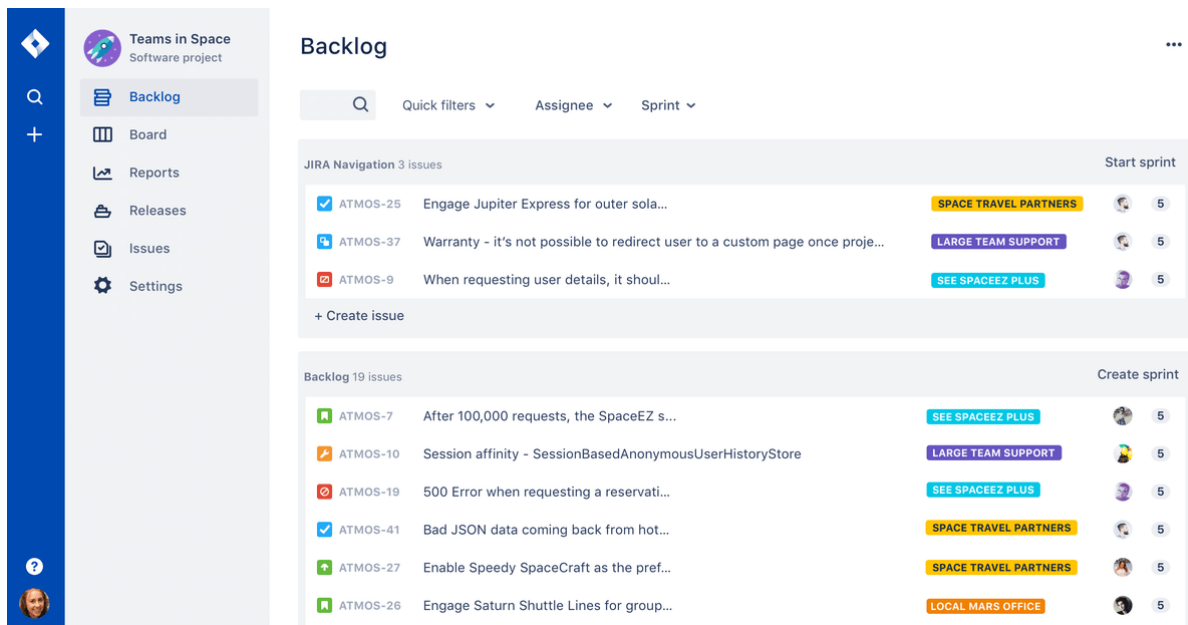 Teams in Space
Software project
Backlog
Board
Reports
Releases
Issues
Settings
Backlog
Quick filters Assignee Sprint
JIRA Navigation 3 issues Start sprint
ATMOS-25 Engage Jupiter Express for outer sola... SPACE TRAVEL PARTNERS 5
ATMOS-37 Warranty - it's not possible to redirect user to a custom page once proje... LARGE TEAM SUPPORT 5
ATMOS-9 When requesting user details, it shoul... SEE SPACEEZ PLUS 5
+ Create issue
Backlog 19 issues Create sprint
ATMOS-7 After 100,000 requests, the SpaceEZ s... SEE SPACEEZ PLUS 5
ATMOS-10 Session affinity - SessionBasedAnonymousUserHistoryStore LARGE TEAM SUPPORT 5
ATMOS-19 500 Error when requesting a reservati... SEE SPACEEZ PLUS 5
ATMOS-41 Bad JSON data coming back from hot... SPACE TRAVEL PARTNERS 5
ATMOS-27 Enable Speedy SpaceCraft as the pref... SPACE TRAVEL PARTNERS 5
ATMOS-26 Engage Saturn Shuttle Lines for group... LOCAL MARS OFFICE 5